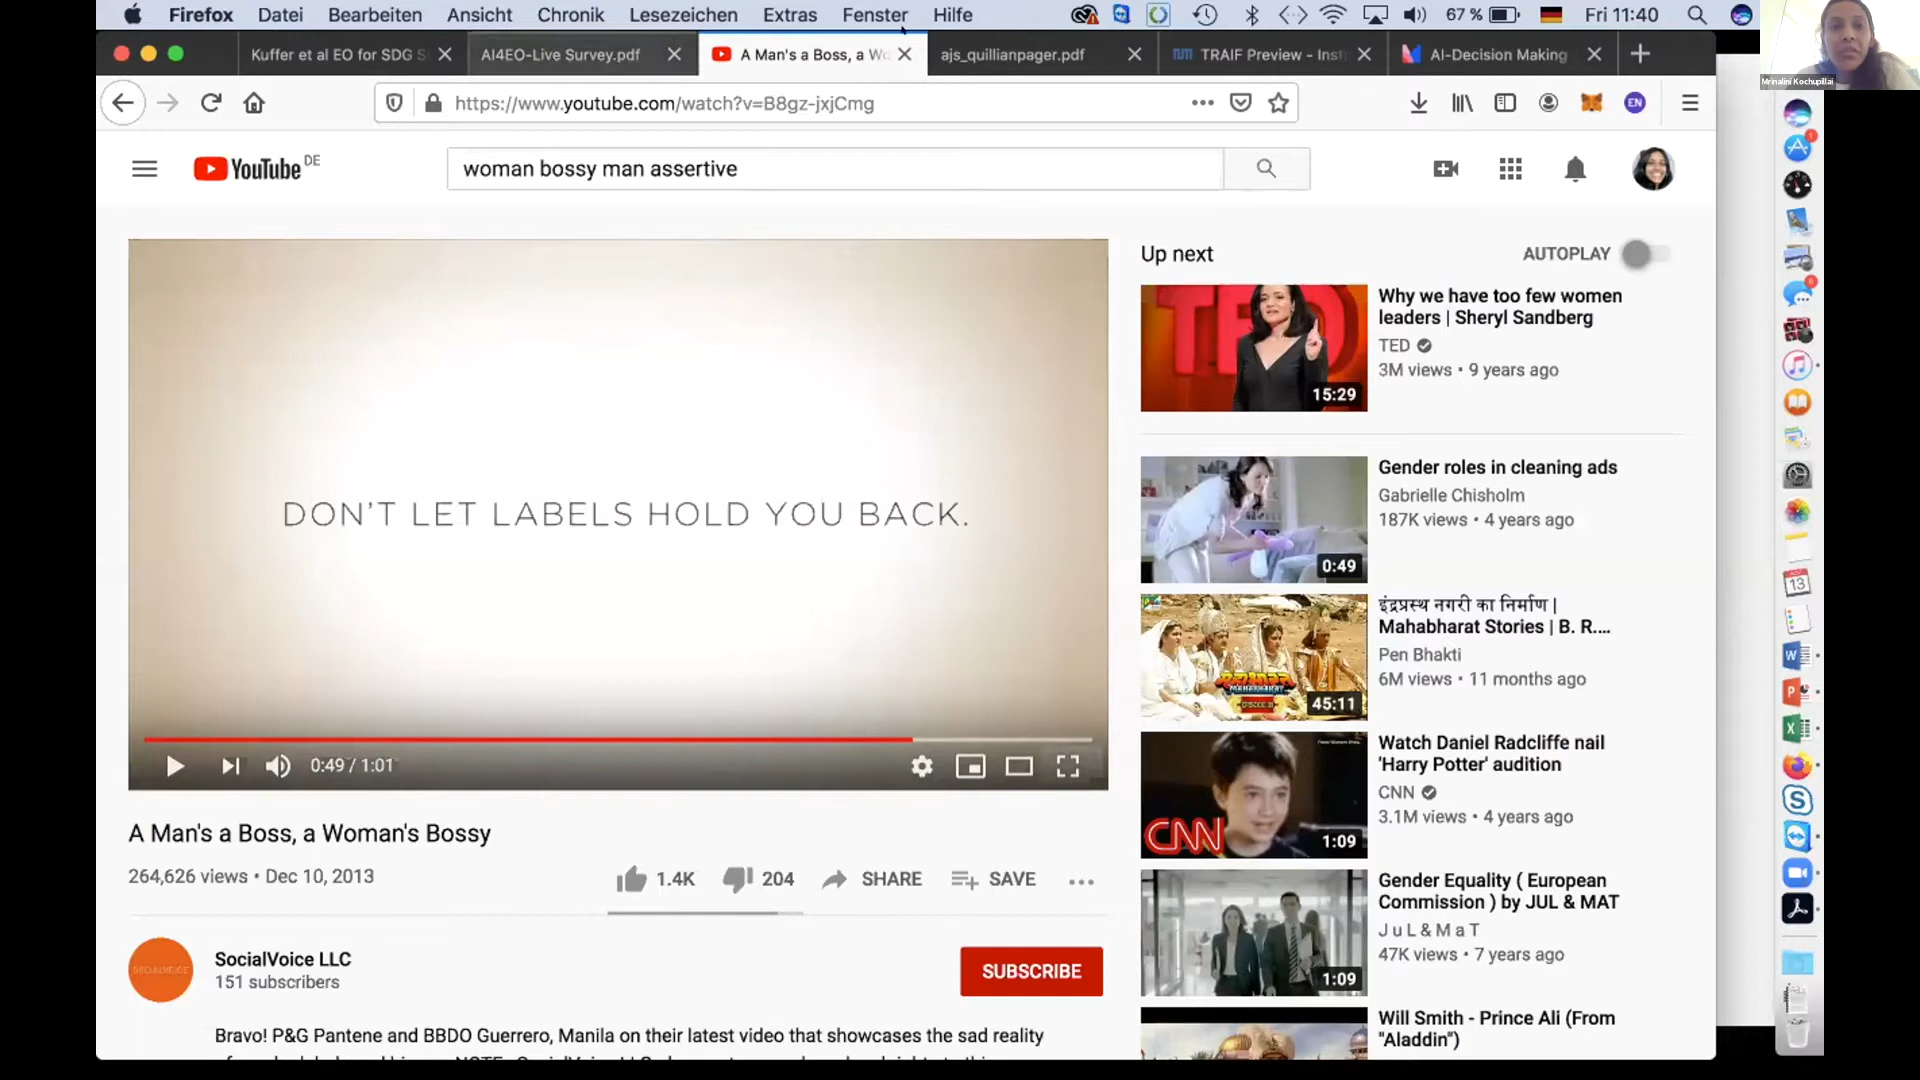 Firefox Datei Bearbeiten Ansicht Chronik Lesezeichen Extras Fenster Hilfe 67 % Fri 11:40
Mrinalini Kochupillai
Kuffer et al EO for SDG S
AI4EO-Live Survey.pdf
A Man's a Boss, a Wo
ajs_quillianpager.pdf
TRAIF Preview - Inst
AI-Decision Making
https://www.youtube.com/watch?v=B8gz-jxjCmg
EN
YouTube DE
woman bossy man assertive
DON'T LET LABELS HOLD YOU BACK.
0:49 / 1:01
A Man's a Boss, a Woman's Bossy
264,626 views • Dec 10, 2013
1.4K 204 SHARE SAVE
SOCIALVOICE
SocialVoice LLC
151 subscribers
SUBSCRIBE
Bravo! P&G Pantene and BBDO Guerrero, Manila on their latest video that showcases the sad reality
Up next
AUTOPLAY
TED
15:29
Why we have too few women
leaders | Sheryl Sandberg
TED
3M views • 9 years ago
0:49
Gender roles in cleaning ads
Gabrielle Chisholm
187K views • 4 years ago
45:11
इंद्रप्रस्थ नगरी का निर्माण |
Mahabharat Stories | B. R....
Pen Bhakti
6M views • 11 months ago
CNN
1:09
Watch Daniel Radcliffe nail
'Harry Potter' audition
CNN
3.1M views • 4 years ago
1:09
Gender Equality ( European
Commission ) by JUL & MAT
J u L & M a T
47K views • 7 years ago
Will Smith - Prince Ali (From
"Aladdin")
13